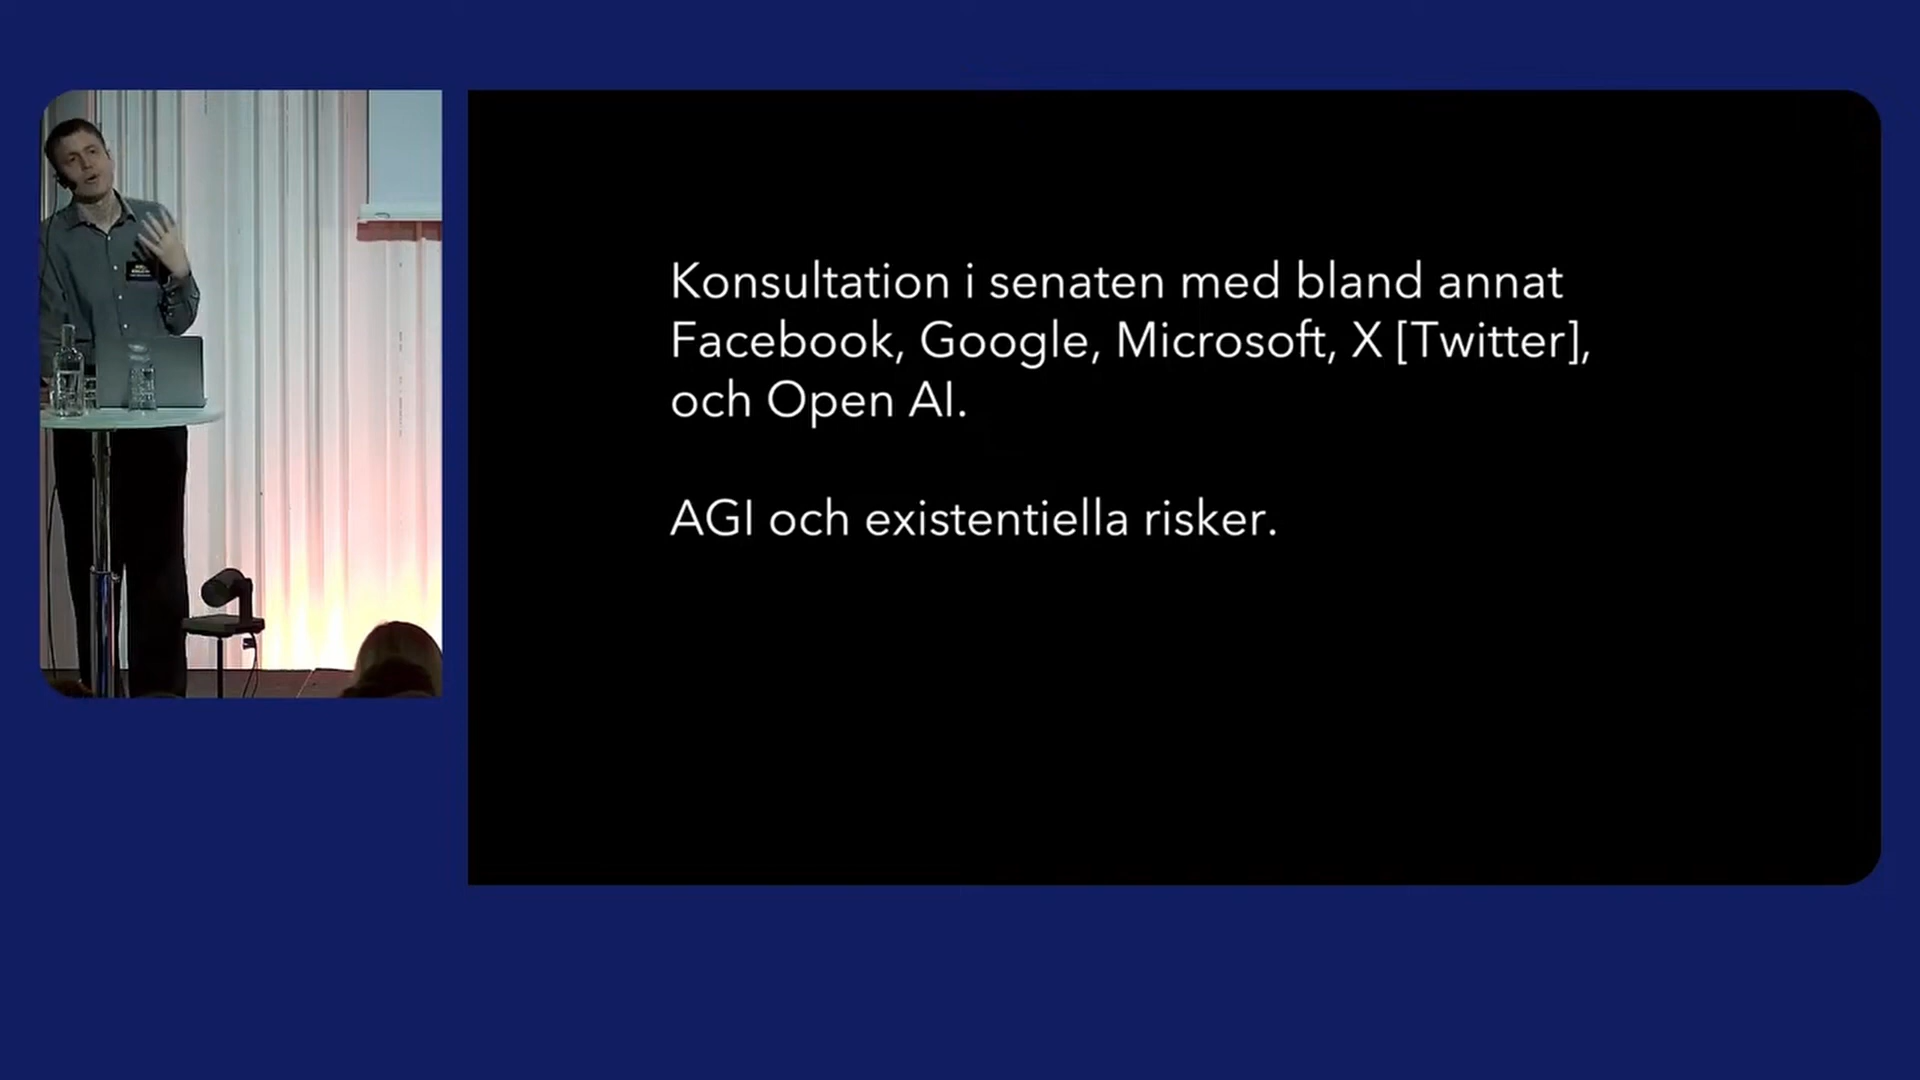 Konsultation i senaten med bland annat
Facebook, Google, Microsoft, X [Twitter],
och Open AI.
AGI och existentiella risker.